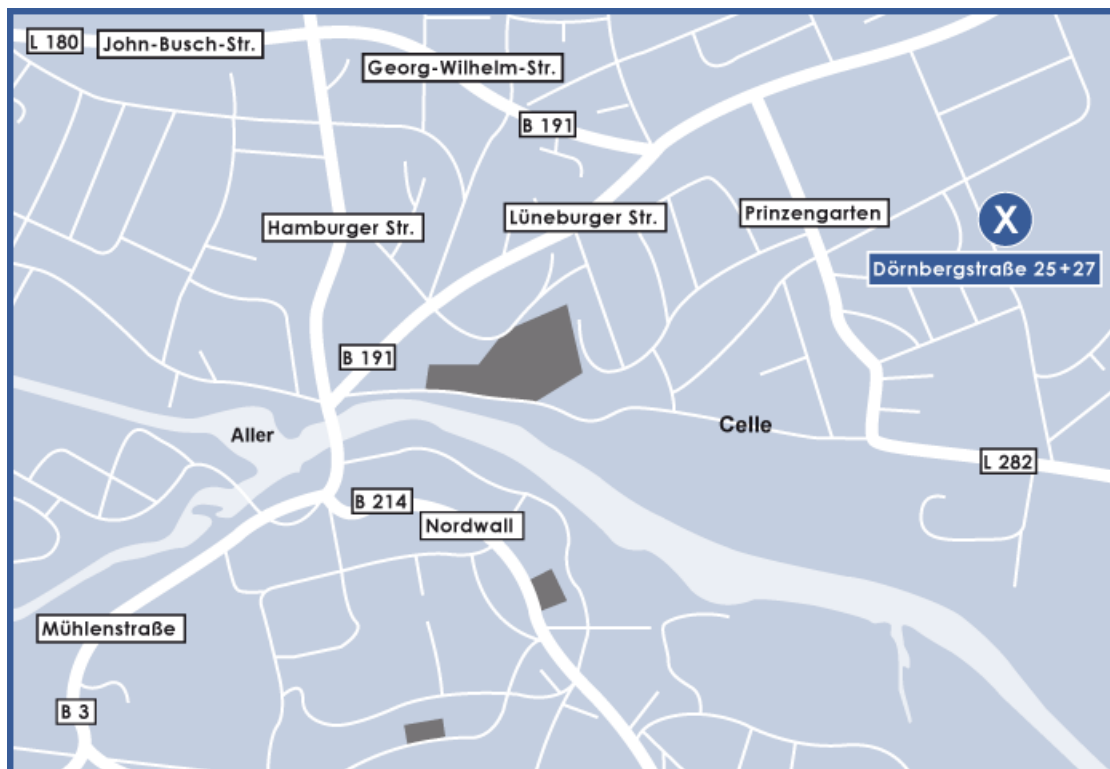 L 180
John-Busch-Str.
Georg-Wilhelm-Str.
B 191
Hamburger Str.
Lüneburger Str.
Prinzengarten
X
Dörnbergstraße 25+27
B 191
Aller
Celle
L 282
B 214
Nordwall
Mühlenstraße
B 3